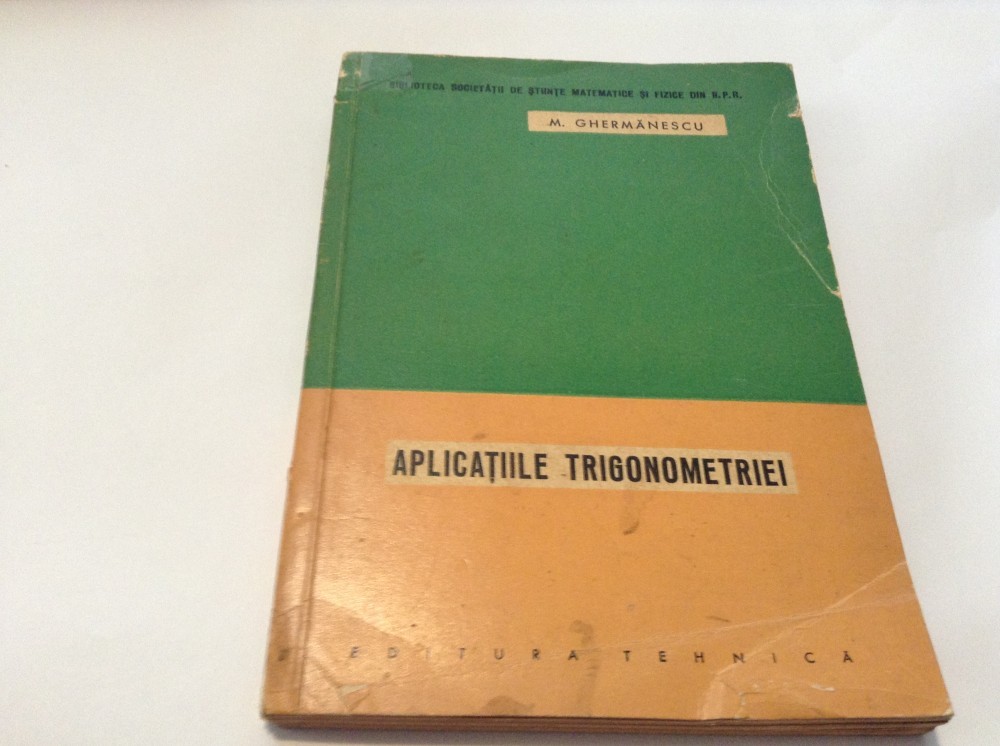 BIBLIOTECA SOCIETĂȚII DE ȘTIINȚE MATEMATICE ȘI FIZICE DIN R.P.R.
M. GHERMĂNESCU
APLICAȚIILE TRIGONOMETRIEI
EDITURA TEHNICĂ